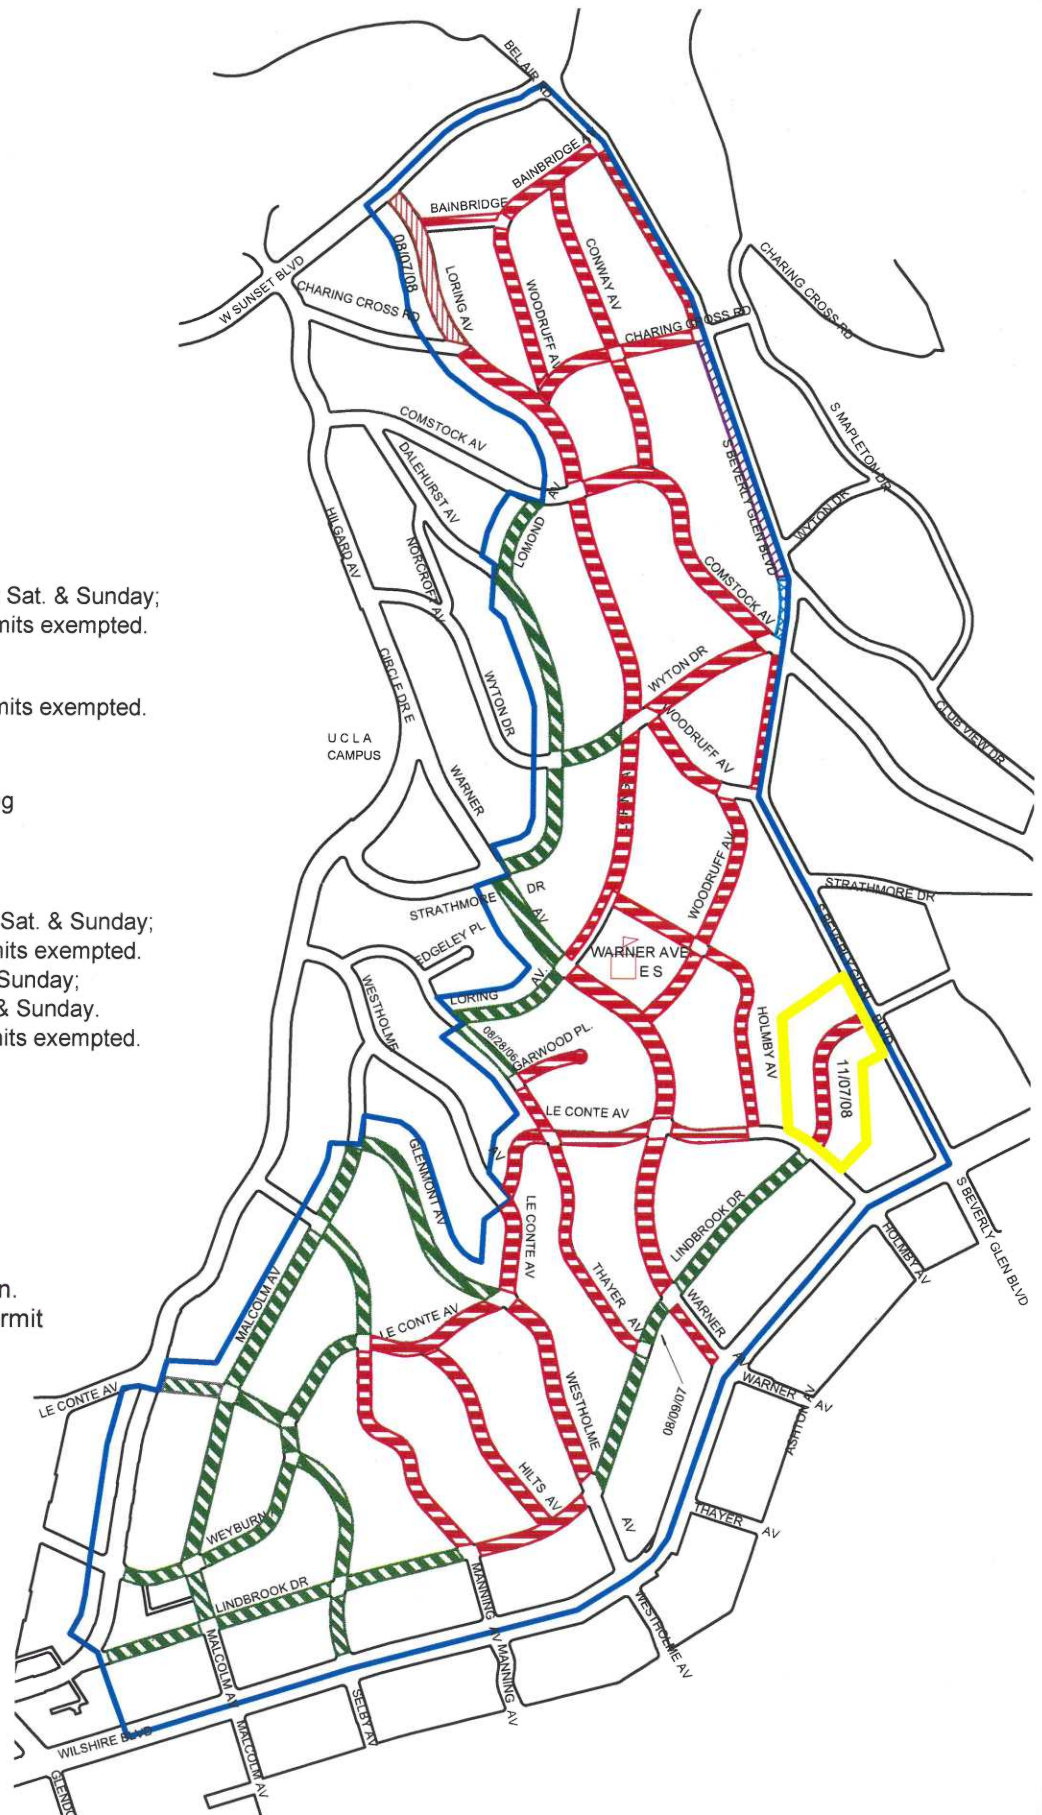 BEL AIR RD
BAINBRIDGE
BAINBRIDGE
08/07/08
LORING AV
WOODRUFF AV
CONWAY AV
CHARING CROSS RD
W SUNSET BLVD
CHARING CROSS RD
CHARING CROSS RD
S MAPLETON DR
COMSTOCK AV
DALEHURST AV
HILGARD AV
NORCROFT AV
LOMOND
AV
S BEVERLY GLEN BLVD
WYTON DR
COMSTOCK AV
Sat. & Sunday;
mits exempted.
CIRCLE DR E
WYTON DR
WYTON DR
WOODRUFF AV
CLUB VIEW DR
mits exempted.
UCLA
CAMPUS
WARNER
g
WOODRUFF AV
STRATHMORE
DR
AV
STRATHMORE DR
Sat. & Sunday;
mits exempted.
Sunday;
& Sunday.
mits exempted.
EDGELEY PL
WARNER AVE
E S
S BEVERLY GLEN BLVD
WESTHOLME
LORING
AV
08/28/06
GARWOOD PL.
HOLMBY AV
11/07/08
LE CONTE AV
GLENMONT AV
AV
LE CONTE AV
LINDBROOK DR
S BEVERLY GLEN BLVD
HOLMBY AV
MALCOLM AV
THAYER
AV
WARNER
AV
n.
rmit
LE CONTE AV
LE CONTE AV
WESTHOLME
AV
08/09/07
WARNER
AV
ASHTON AV
HILTS AV
THAYER
AV
WEYBURN
LINDBROOK DR
MANNING AV
MANNING AV
WESTHOLME AV
MALCOLM AV
SELBY AV
WILSHIRE BLVD
MALCOLM AV